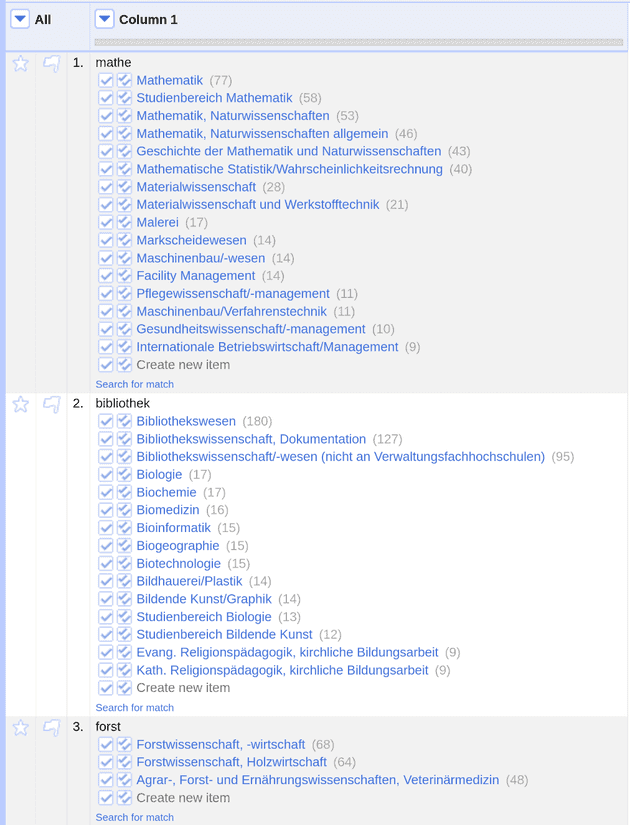 All Column 1
1. mathe
Mathematik (77)
Studienbereich Mathematik (58)
Mathematik, Naturwissenschaften (53)
Mathematik, Naturwissenschaften allgemein (46)
Geschichte der Mathematik und Naturwissenschaften (43)
Mathematische Statistik/Wahrscheinlichkeitsrechnung (40)
Materialwissenschaft (28)
Materialwissenschaft und Werkstofftechnik (21)
Malerei (17)
Markscheidewesen (14)
Maschinenbau/-wesen (14)
Facility Management (14)
Pflegewissenschaft/-management (11)
Maschinenbau/Verfahrenstechnik (11)
Gesundheitswissenschaft/-management (10)
Internationale Betriebswirtschaft/Management (9)
Create new item
Search for match
2. bibliothek
Bibliothekswesen (180)
Bibliothekswissenschaft, Dokumentation (127)
Bibliothekswissenschaft/-wesen (nicht an Verwaltungsfachhochschulen) (95)
Biologie (17)
Biochemie (17)
Biomedizin (16)
Bioinformatik (15)
Biogeographie (15)
Biotechnologie (15)
Bildhauerei/Plastik (14)
Bildende Kunst/Graphik (14)
Studienbereich Biologie (13)
Studienbereich Bildende Kunst (12)
Evang. Religionspädagogik, kirchliche Bildungsarbeit (9)
Kath. Religionspädagogik, kirchliche Bildungsarbeit (9)
Create new item
Search for match
3. forst
Forstwissenschaft, -wirtschaft (68)
Forstwissenschaft, Holzwirtschaft (64)
Agrar-, Forst- und Ernährungswissenschaften, Veterinärmedizin (48)
Create new item
Search for match